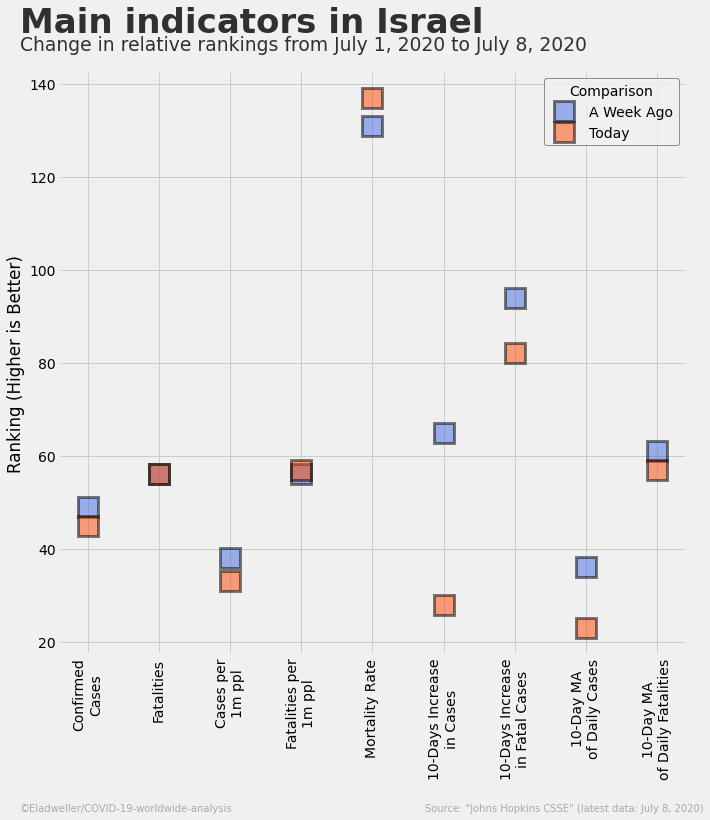 Main indicators in Israel
Change in relative rankings from July 1, 2020 to July 8, 2020
Comparison
A Week Ago
Today
Ranking (Higher is Better)
140
120
100
80
60
40
20
Confirmed
Cases
Fatalities
Cases per
1m ppl
Fatalities per
1m ppl
Mortality Rate
10-Days Increase
in Cases
10-Days Increase
in Fatal Cases
10-Day MA
of Daily Cases
10-Day MA
of Daily Fatalities
©Eladweller/COVID-19-worldwide-analysis
Source: "Johns Hopkins CSSE" (latest data: July 8, 2020)